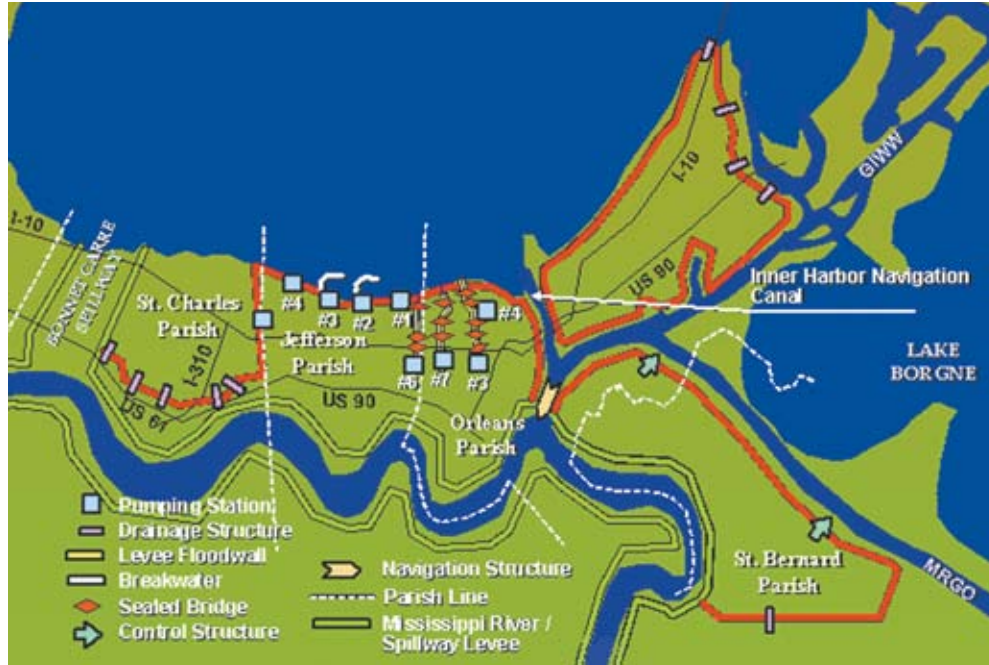 GIWW
I-10
US 90
Inner Harbor Navigation
Canal
I-10
BONNET CARRE
SPILLWAY
St. Charles
Parish
#4
#3
#2
#1
#4
Jefferson
Parish
I-310
US 61
US 90
#6
#7
#3
Orleans
Parish
LAKE
BORGNE
St. Bernard
Parish
MRGO
Pumping Station
Drainage Structure
Levee Floodwall
Breakwater
Sealed Bridge
Control Structure
Navigation Structure
Parish Line
Mississippi River /
Spillway Levee